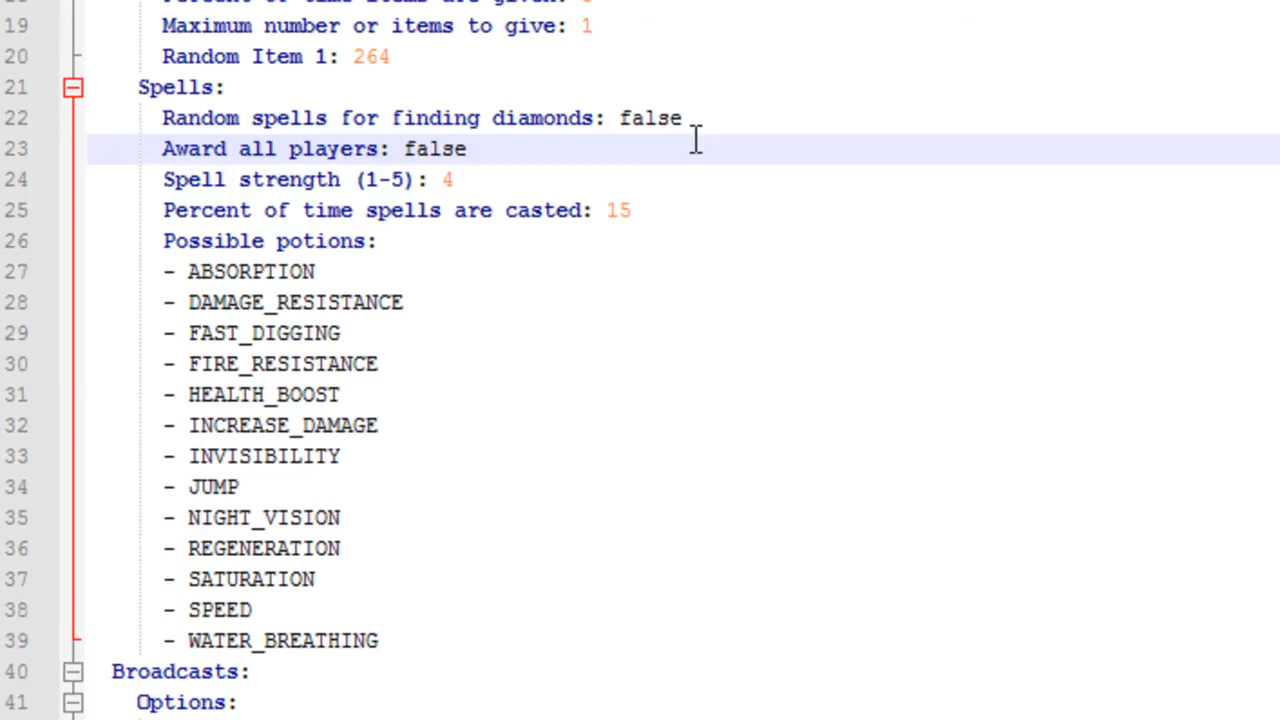 19 Maximum number or items to give: 1
20 Random Item 1: 264
21 Spells:
22 Random spells for finding diamonds: false
23 Award all players: false
24 Spell strength (1-5): 4
25 Percent of time spells are casted: 15
26 Possible potions:
27 - ABSORPTION
28 - DAMAGE_RESISTANCE
29 - FAST_DIGGING
30 - FIRE_RESISTANCE
31 - HEALTH_BOOST
32 - INCREASE_DAMAGE
33 - INVISIBILITY
34 - JUMP
35 - NIGHT_VISION
36 - REGENERATION
37 - SATURATION
38 - SPEED
39 - WATER_BREATHING
40 Broadcasts:
41 Options: